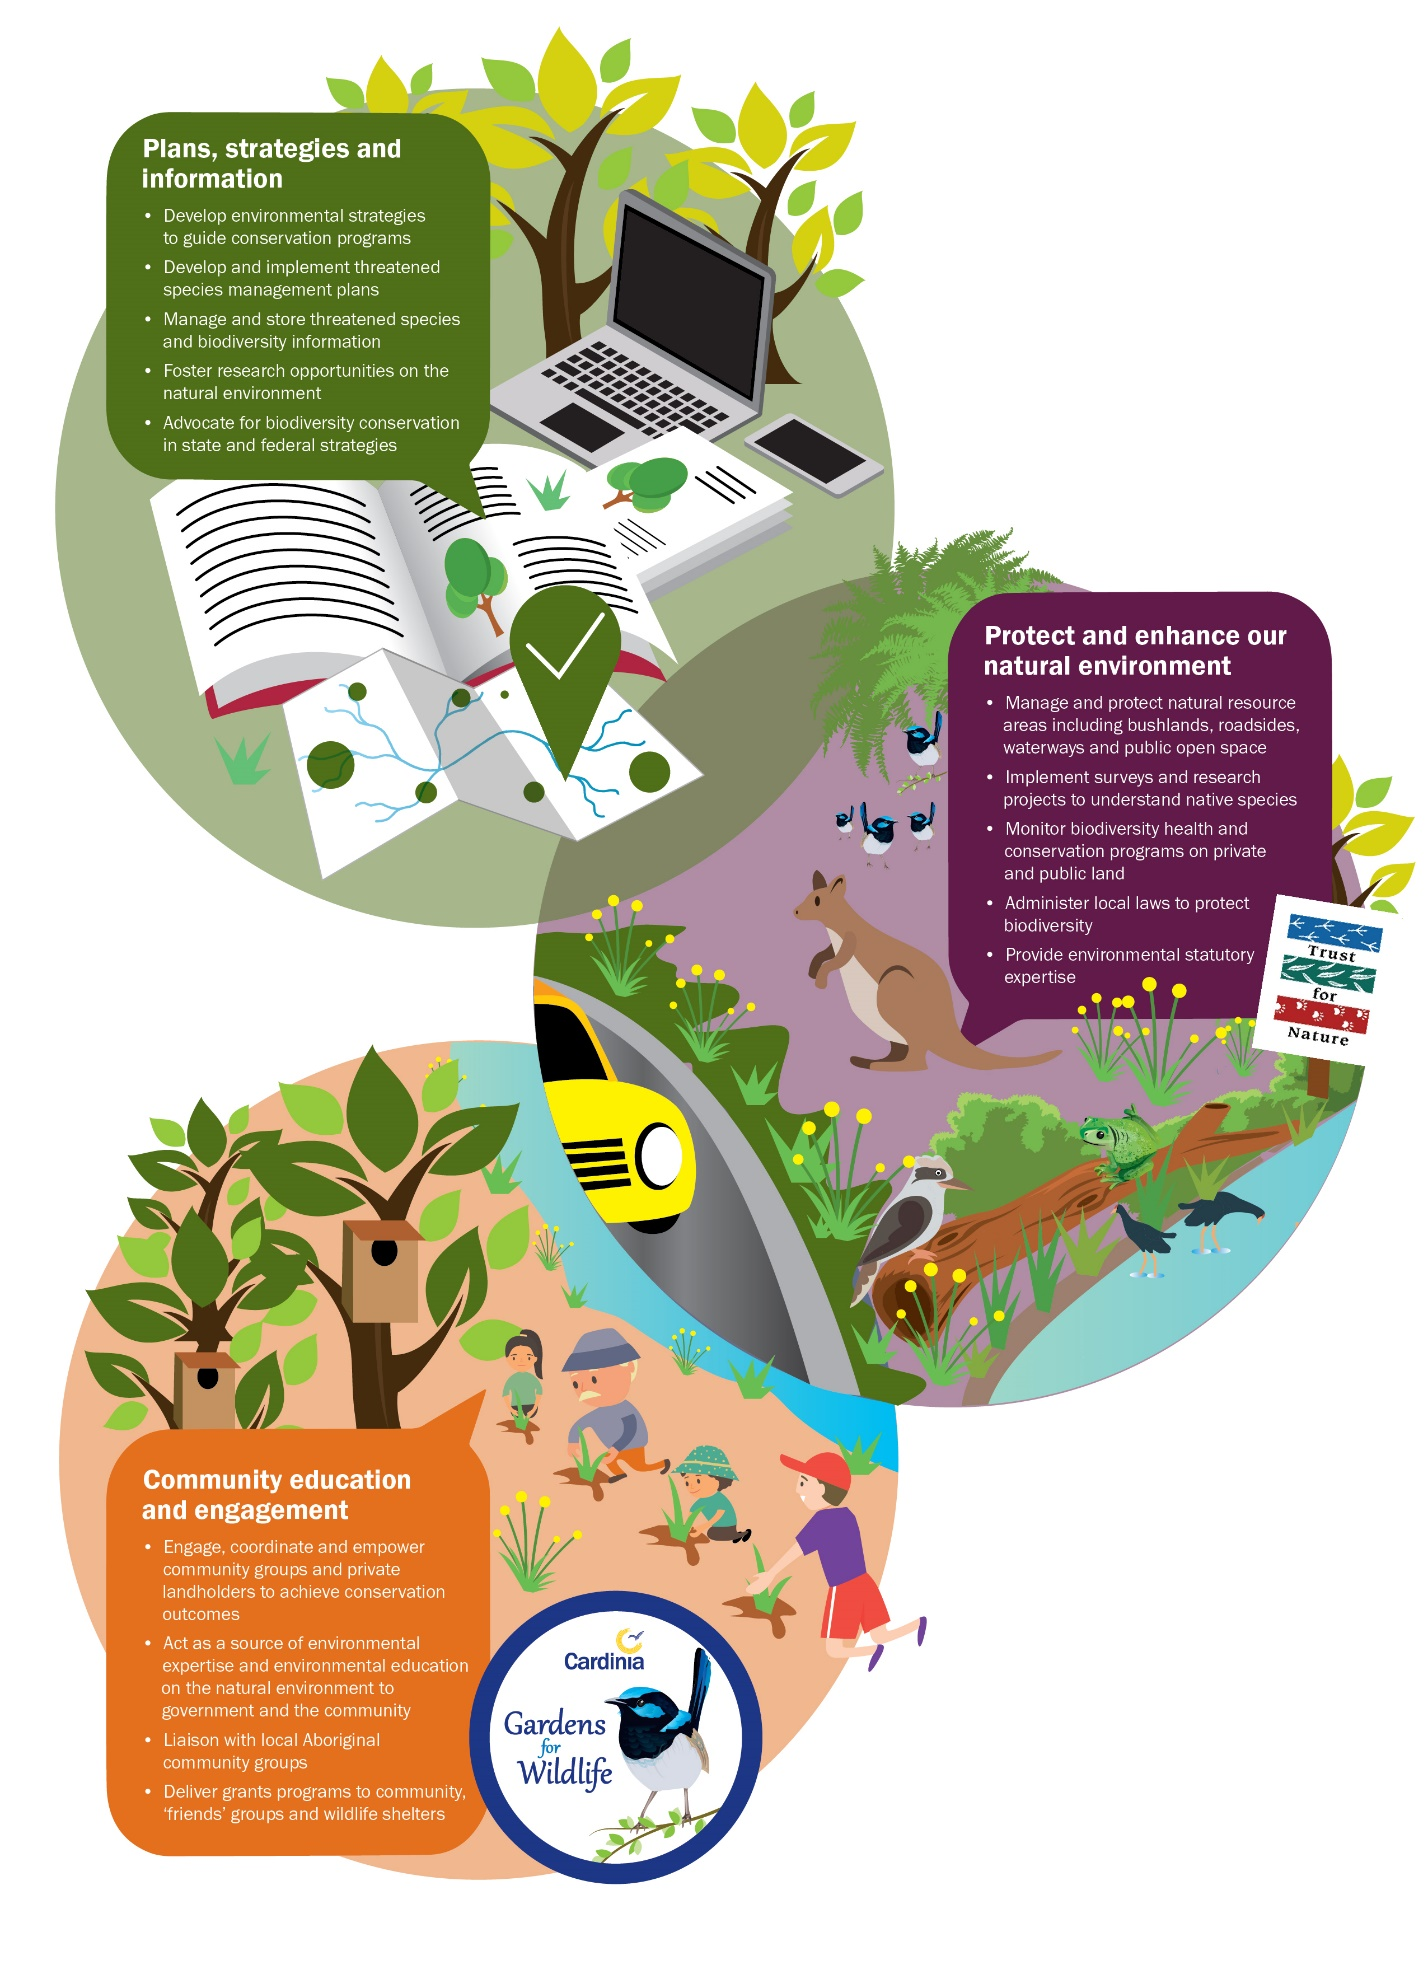 Plans, strategies and
information
• Develop environmental strategies
to guide conservation programs
• Develop and implement threatened
species management plans
• Manage and store threatened species
and biodiversity information
• Foster research opportunities on the
natural environment
• Advocate for biodiversity conservation
in state and federal strategies
Protect and enhance our
natural environment
• Manage and protect natural resource
areas including bushlands, roadsides,
waterways and public open space
• Implement surveys and research
projects to understand native species
• Monitor biodiversity health and
conservation programs on private
and public land
• Administer local laws to protect
biodiversity
• Provide environmental statutory
expertise
Trust
for
Nature
Community education
and engagement
• Engage, coordinate and empower
community groups and private
landholders to achieve conservation
outcomes
• Act as a source of environmental
expertise and environmental education
on the natural environment to
government and the community
• Liaison with local Aboriginal
community groups
• Deliver grants programs to community,
‘friends’ groups and wildlife shelters
Cardinia
Gardens
for
Wildlife